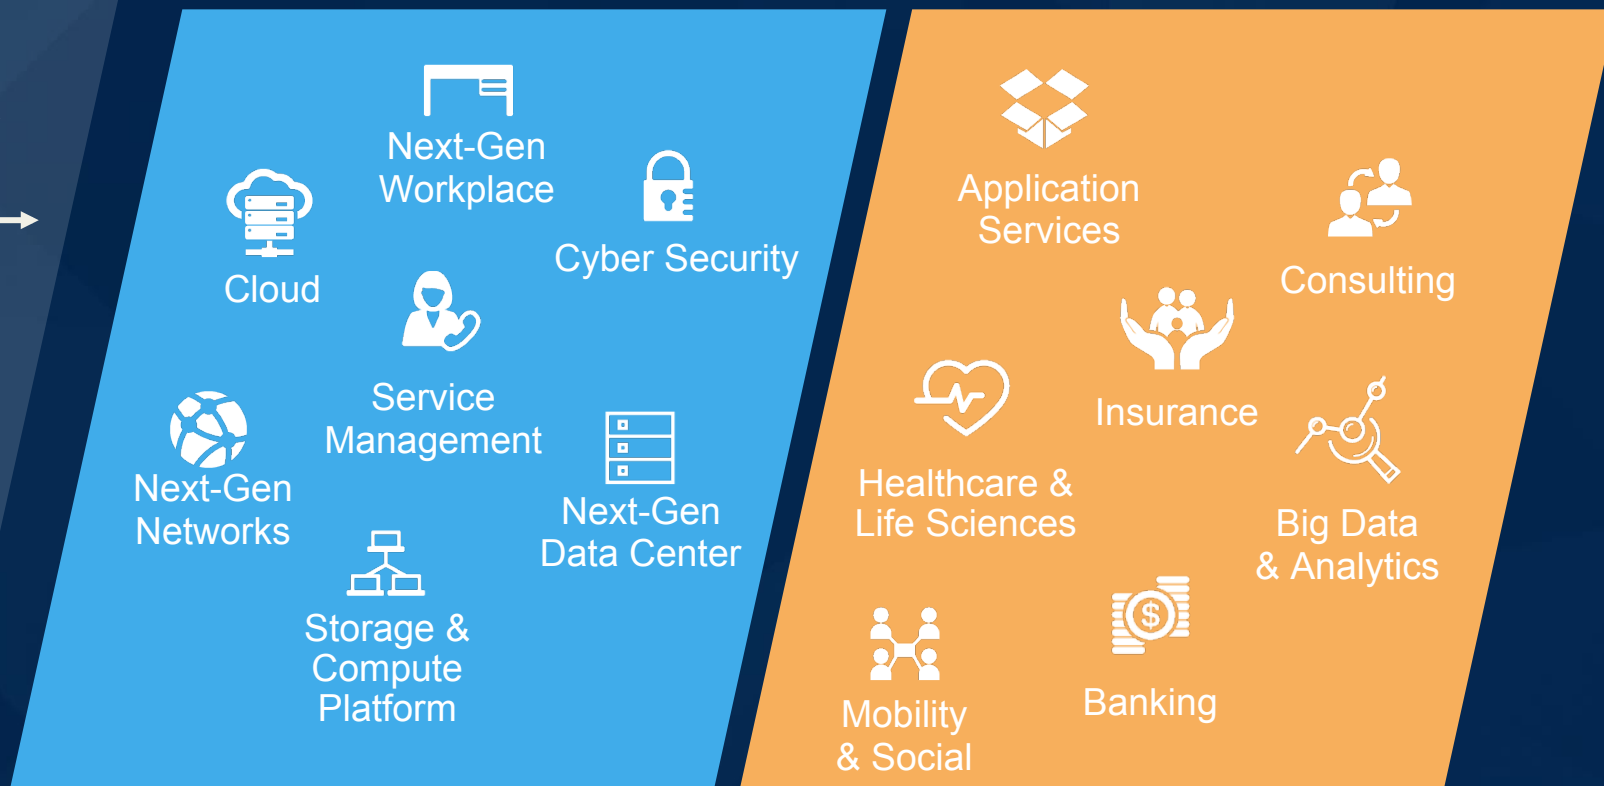 Next-Gen
Workplace
Cloud
Cyber Security
Service
Management
Next-Gen
Networks
Next-Gen
Data Center
Storage &
Compute
Platform
Application
Services
Consulting
Insurance
Healthcare &
Life Sciences
Big Data
& Analytics
$
Banking
Mobility
& Social